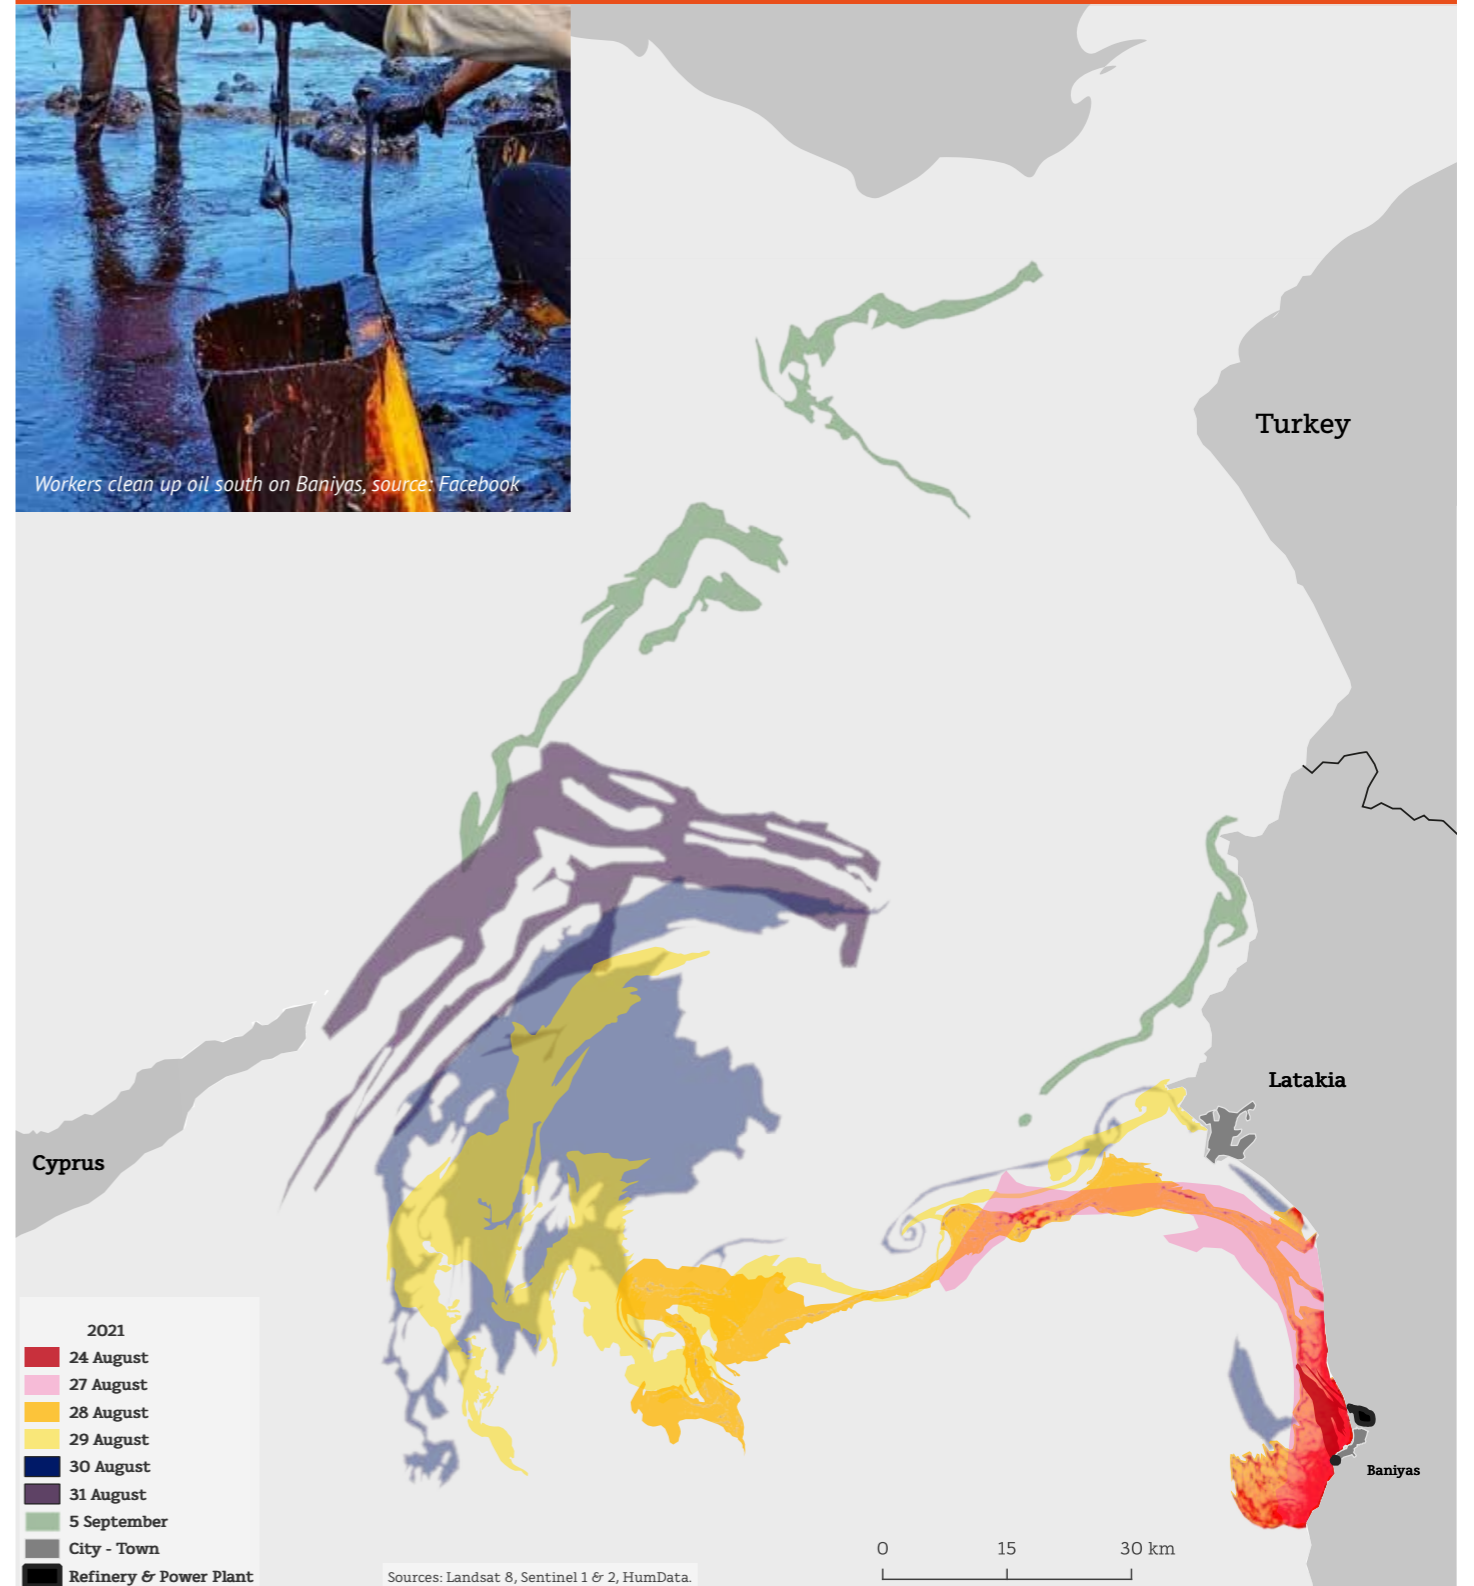 Workers clean up oil south on Baniyas, source: Facebook
Turkey
Latakia
Cyprus
Baniyas
2021
24 August
27 August
28 August
29 August
30 August
31 August
5 September
City - Town
Refinery & Power Plant
Sources: Landsat 8, Sentinel 1 & 2, HumData.
0 15 30 km